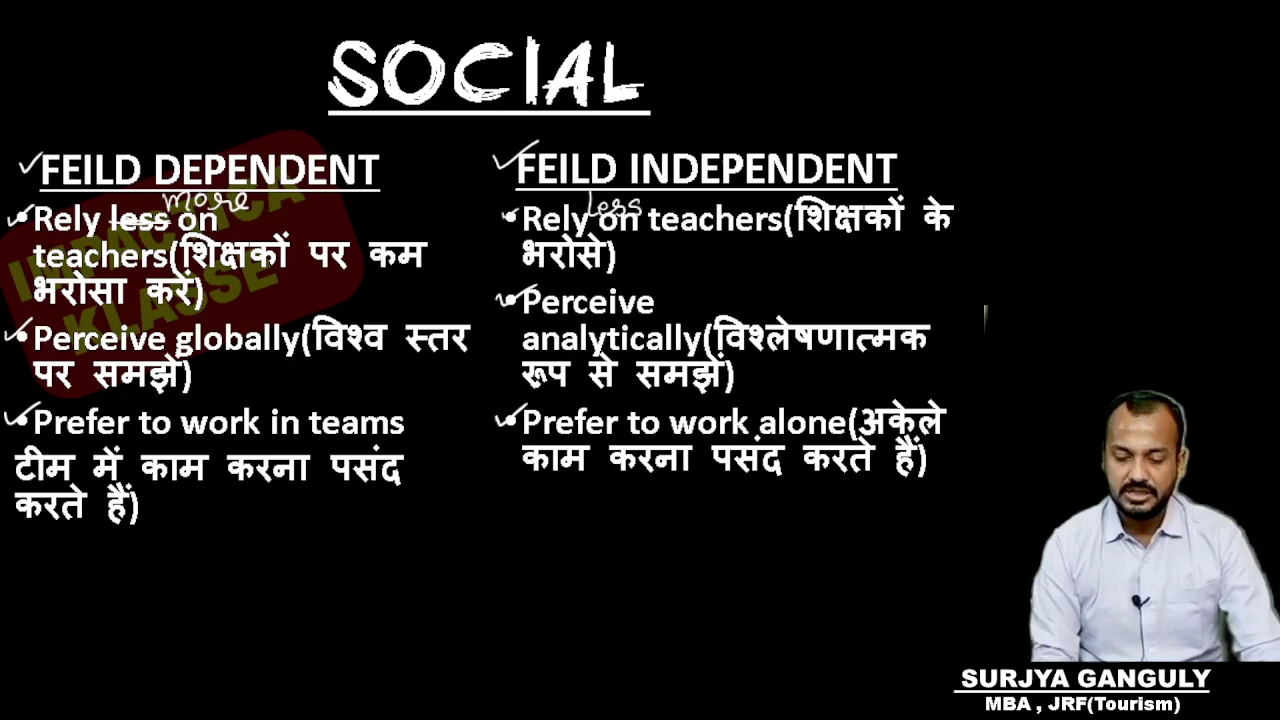 SOCIAL
FEILD DEPENDENT
more
Rely less on
teachers(शिक्षकों पर कम
भरोसा करें)
Perceive globally(विश्व स्तर
पर समझें)
Prefer to work in teams
टीम में काम करना पसंद
करते हैं)
FEILD INDEPENDENT
less
Rely on teachers(शिक्षकों के
भरोसे)
Perceive
analytically(विश्लेषणात्मक
रूप से समझें)
Prefer to work alone(अकेले
काम करना पसंद करते हैं)
IMPACTICA
KLASSE
SURJYA GANGULY
MBA , JRF(Tourism)